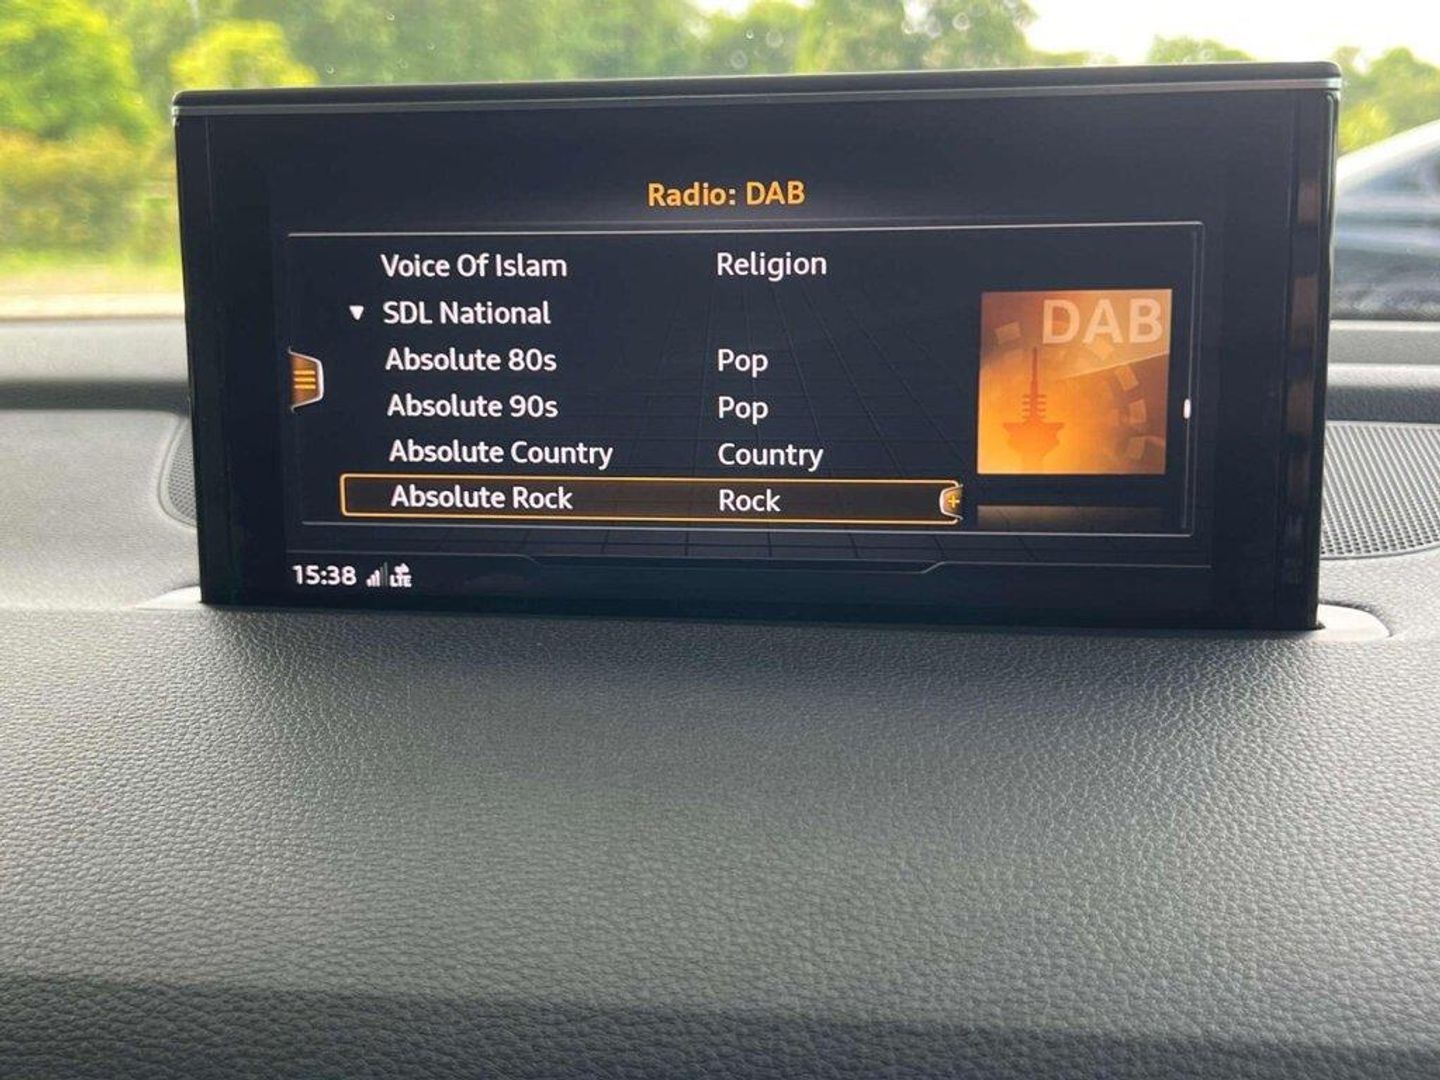 Radio: DAB
Voice Of Islam Religion
▼ SDL National
DAB
Absolute 80s Pop
Absolute 90s Pop
Absolute Country Country
Absolute Rock Rock +
15:38 LTE